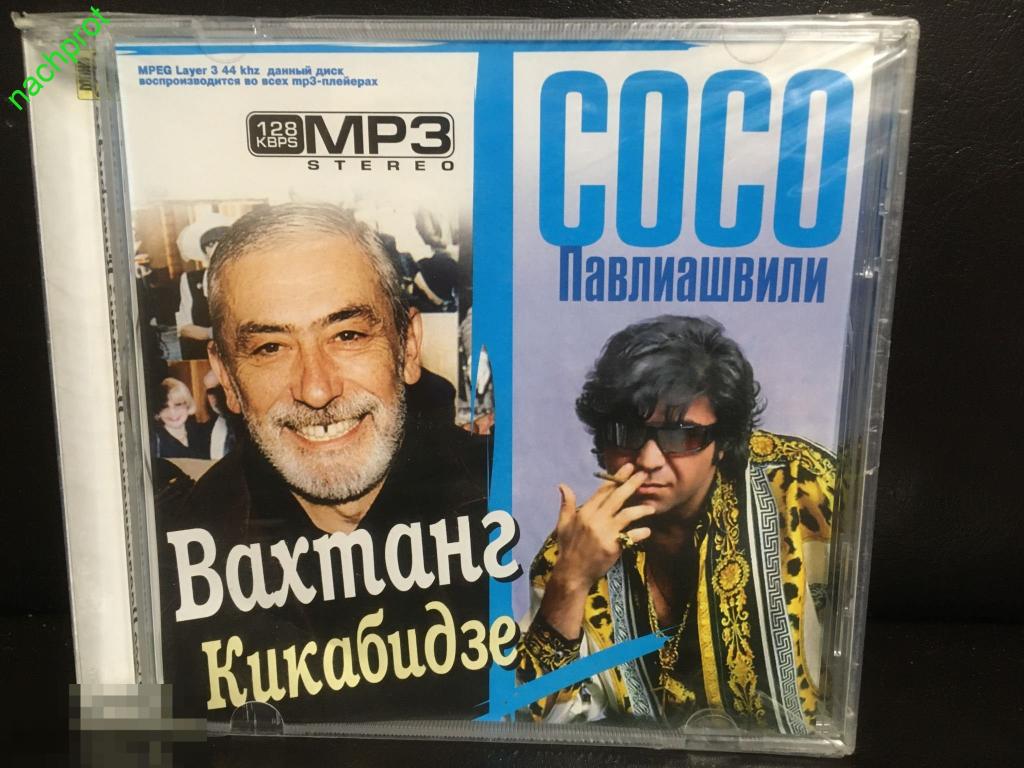 nachprot
MPEG Layer 3 44 khz данный диск
воспроизводится во всех mp3-плейерах
128
KBPS
MP3
STEREO
СОСО
Павлиашвили
Вахтанг
Кикабидзе